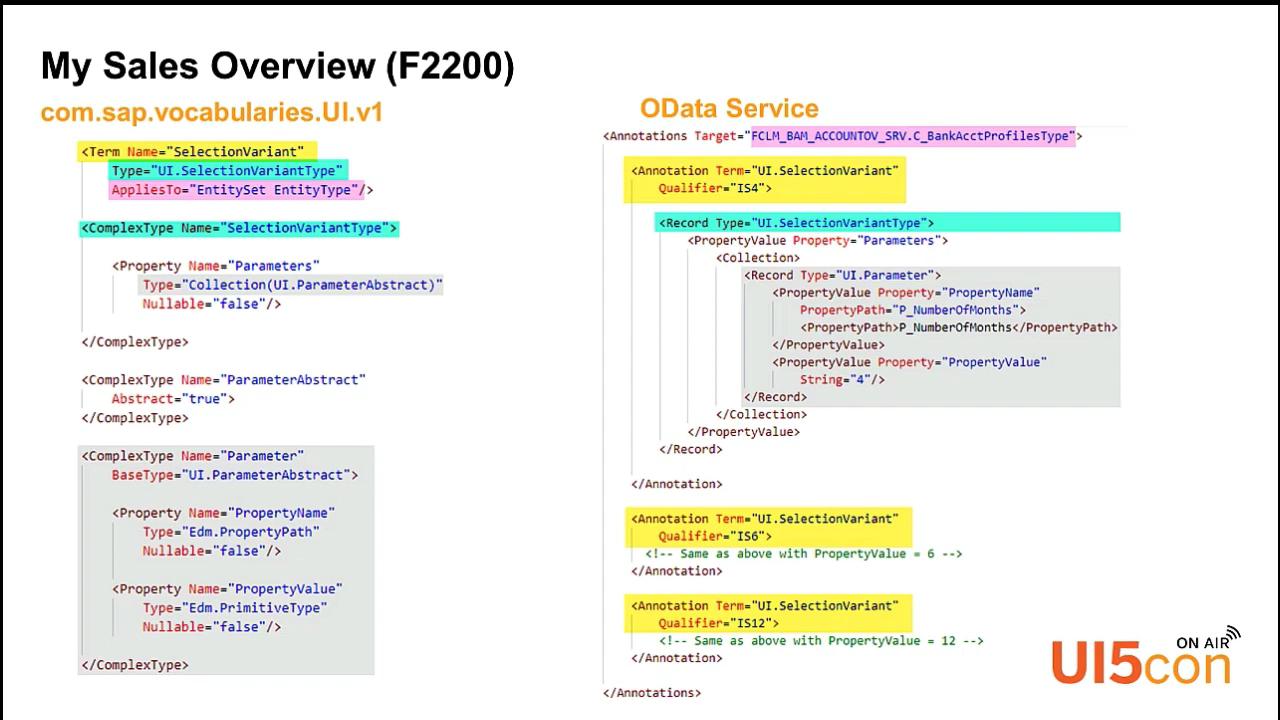 My Sales Overview (F2200)
com.sap.vocabularies.UI.v1
<Term Name="SelectionVariant"
Type="UI.SelectionVariantType"
AppliesTo="EntitySet EntityType"/>
<ComplexType Name="SelectionVariantType">
<Property Name="Parameters"
Type="Collection(UI.ParameterAbstract)"
Nullable="false"/>
</ComplexType>
<ComplexType Name="ParameterAbstract"
Abstract="true">
</ComplexType>
<ComplexType Name="Parameter"
BaseType="UI.ParameterAbstract">
<Property Name="PropertyName"
Type="Edm.PropertyPath"
Nullable="false"/>
<Property Name="PropertyValue"
Type="Edm.PrimitiveType"
Nullable="false"/>
</ComplexType>
OData Service
<Annotations Target="FCLM_BAM_ACCOUNTOV_SRV.C_BankAcctProfilesType">
<Annotation Term="UI.SelectionVariant"
Qualifier="IS4">
<Record Type="UI.SelectionVariantType">
<PropertyValue Property="Parameters">
<Collection>
<Record Type="UI.Parameter">
<PropertyValue Property="PropertyName"
PropertyPath="P_NumberOfMonths">
<PropertyPath>P_NumberOfMonths</PropertyPath>
</PropertyValue>
<PropertyValue Property="PropertyValue"
String="4"/>
</Record>
</Collection>
</PropertyValue>
</Record>
</Annotation>
<Annotation Term="UI.SelectionVariant"
Qualifier="IS6">
<!-- Same as above with PropertyValue = 6 -->
</Annotation>
<Annotation Term="UI.SelectionVariant"
Qualifier="IS12">
<!-- Same as above with PropertyValue = 12 -->
</Annotation>
</Annotations>
ON AIR
UI5con